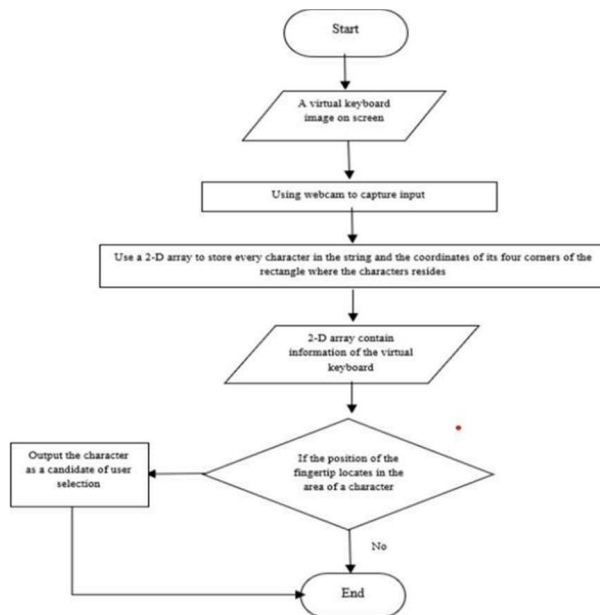 Start
A virtual keyboard
image on screen
Using webcam to capture input
Use a 2-D array to store every character in the string and the coordinates of its four corners of the
rectangle where the characters resides
2-D array contain
information of the virtual
keyboard
Output the character
as a candidate of user
selection
If the position of the
fingertip locates in the
area of a character
No
End